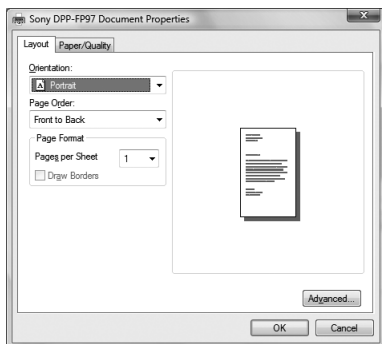 Sony DPP-FP97 Document Properties
Layout
Paper/Quality
Orientation:
Portrait
Page Order:
Front to Back
Page Format
Pages per Sheet
1
Draw Borders
Advanced...
OK
Cancel